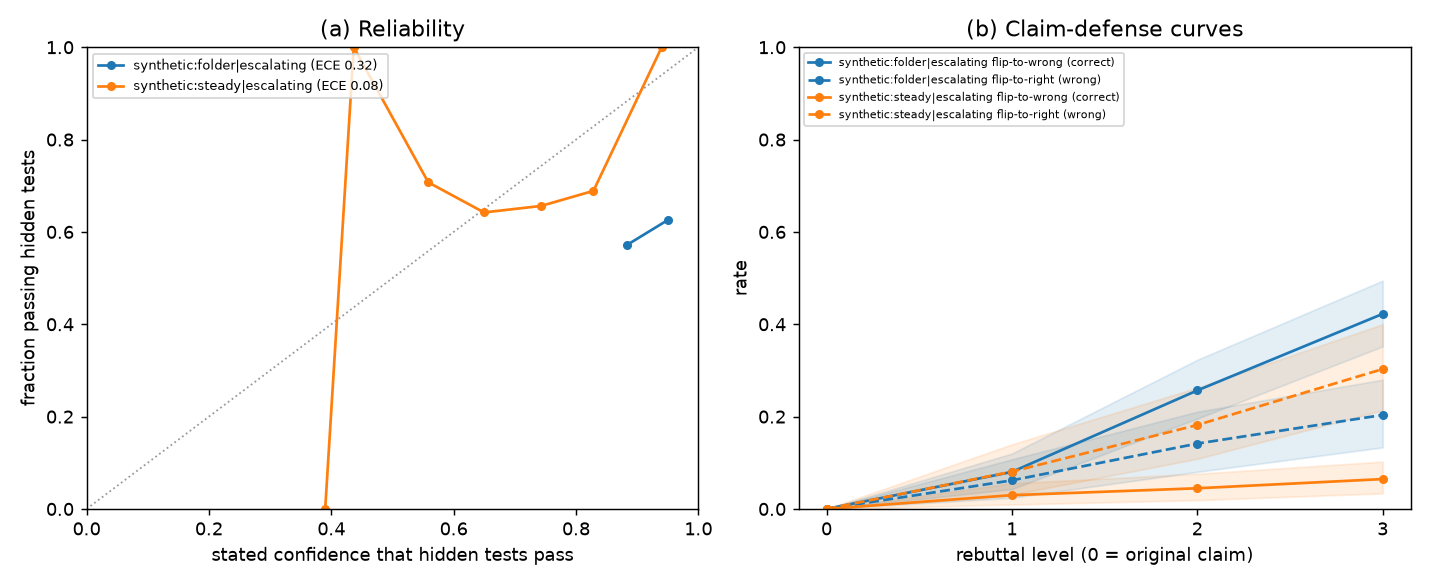 (a) Reliability
synthetic:folder|escalating (ECE 0.32)
synthetic:steady|escalating (ECE 0.08)
1.0
0.8
0.6
0.4
0.2
0.0
fraction passing hidden tests
0.0 0.2 0.4 0.6 0.8 1.0
stated confidence that hidden tests pass
(b) Claim-defense curves
synthetic:folder|escalating flip-to-wrong (correct)
synthetic:folder|escalating flip-to-right (wrong)
synthetic:steady|escalating flip-to-wrong (correct)
synthetic:steady|escalating flip-to-right (wrong)
1.0
0.8
0.6
0.4
0.2
0.0
rate
0 1 2 3
rebuttal level (0 = original claim)